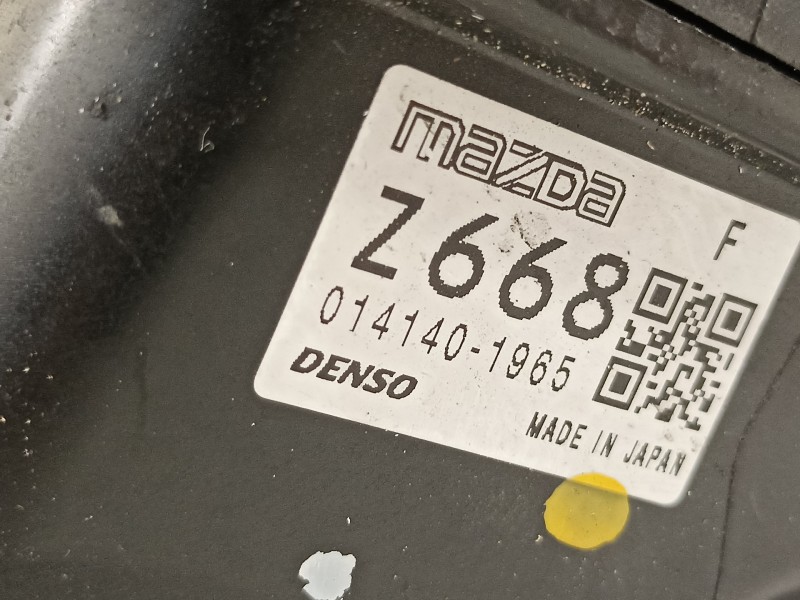 mazda
Z668
F
014140-1965
DENSO
MADE IN JAPAN